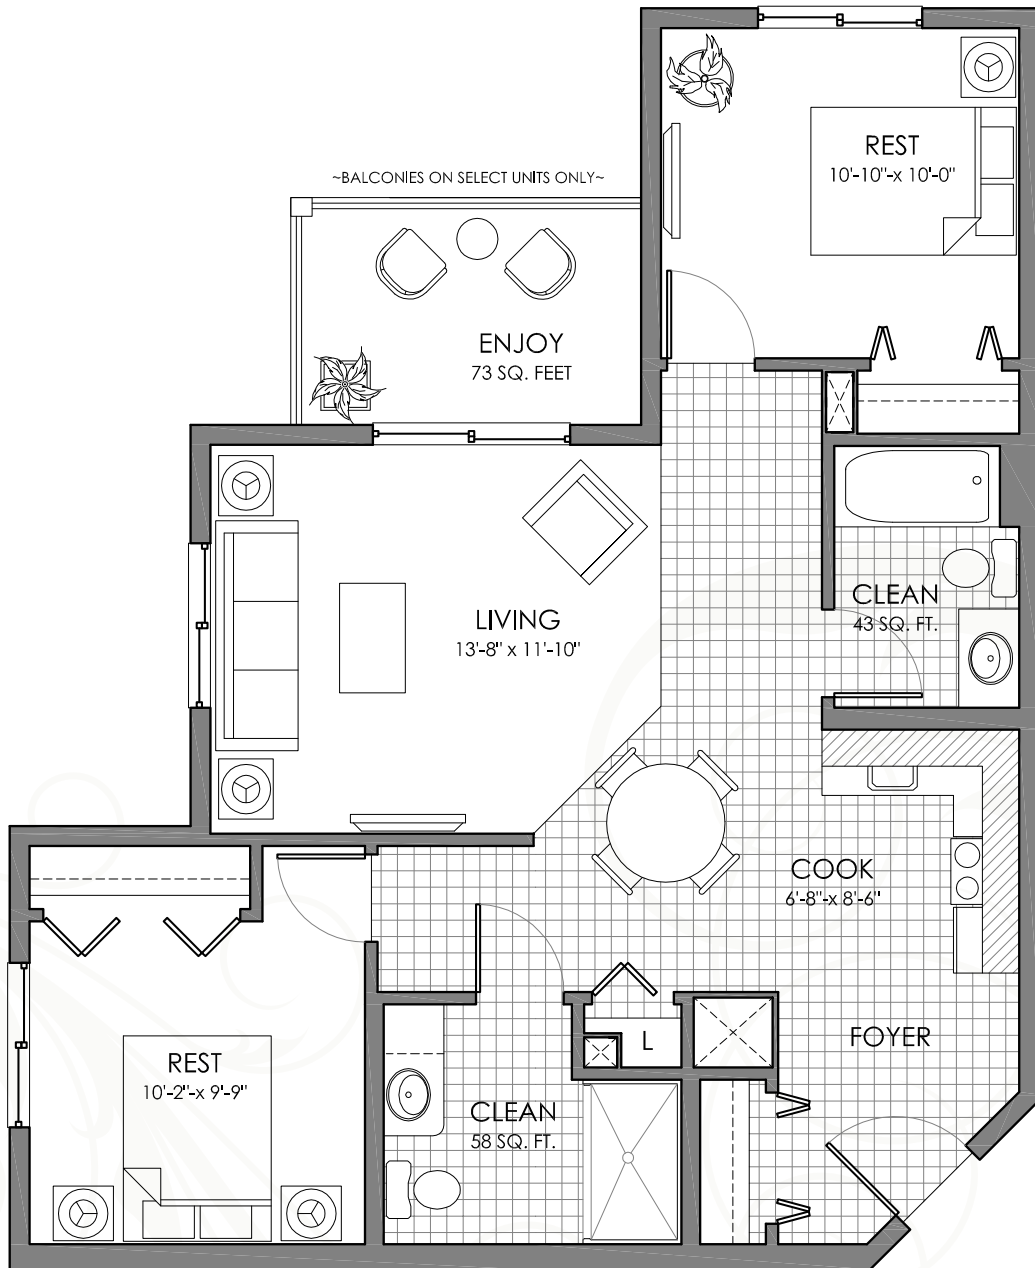 REST
10'-10"-x 10'-0"
~BALCONIES ON SELECT UNITS ONLY~
ENJOY
73 SQ. FEET
CLEAN
43 SQ. FT.
LIVING
13'-8" x 11'-10"
COOK
6'-8"-x 8'-6"
FOYER
L
REST
10'-2"-x 9'-9"
CLEAN
58 SQ. FT.